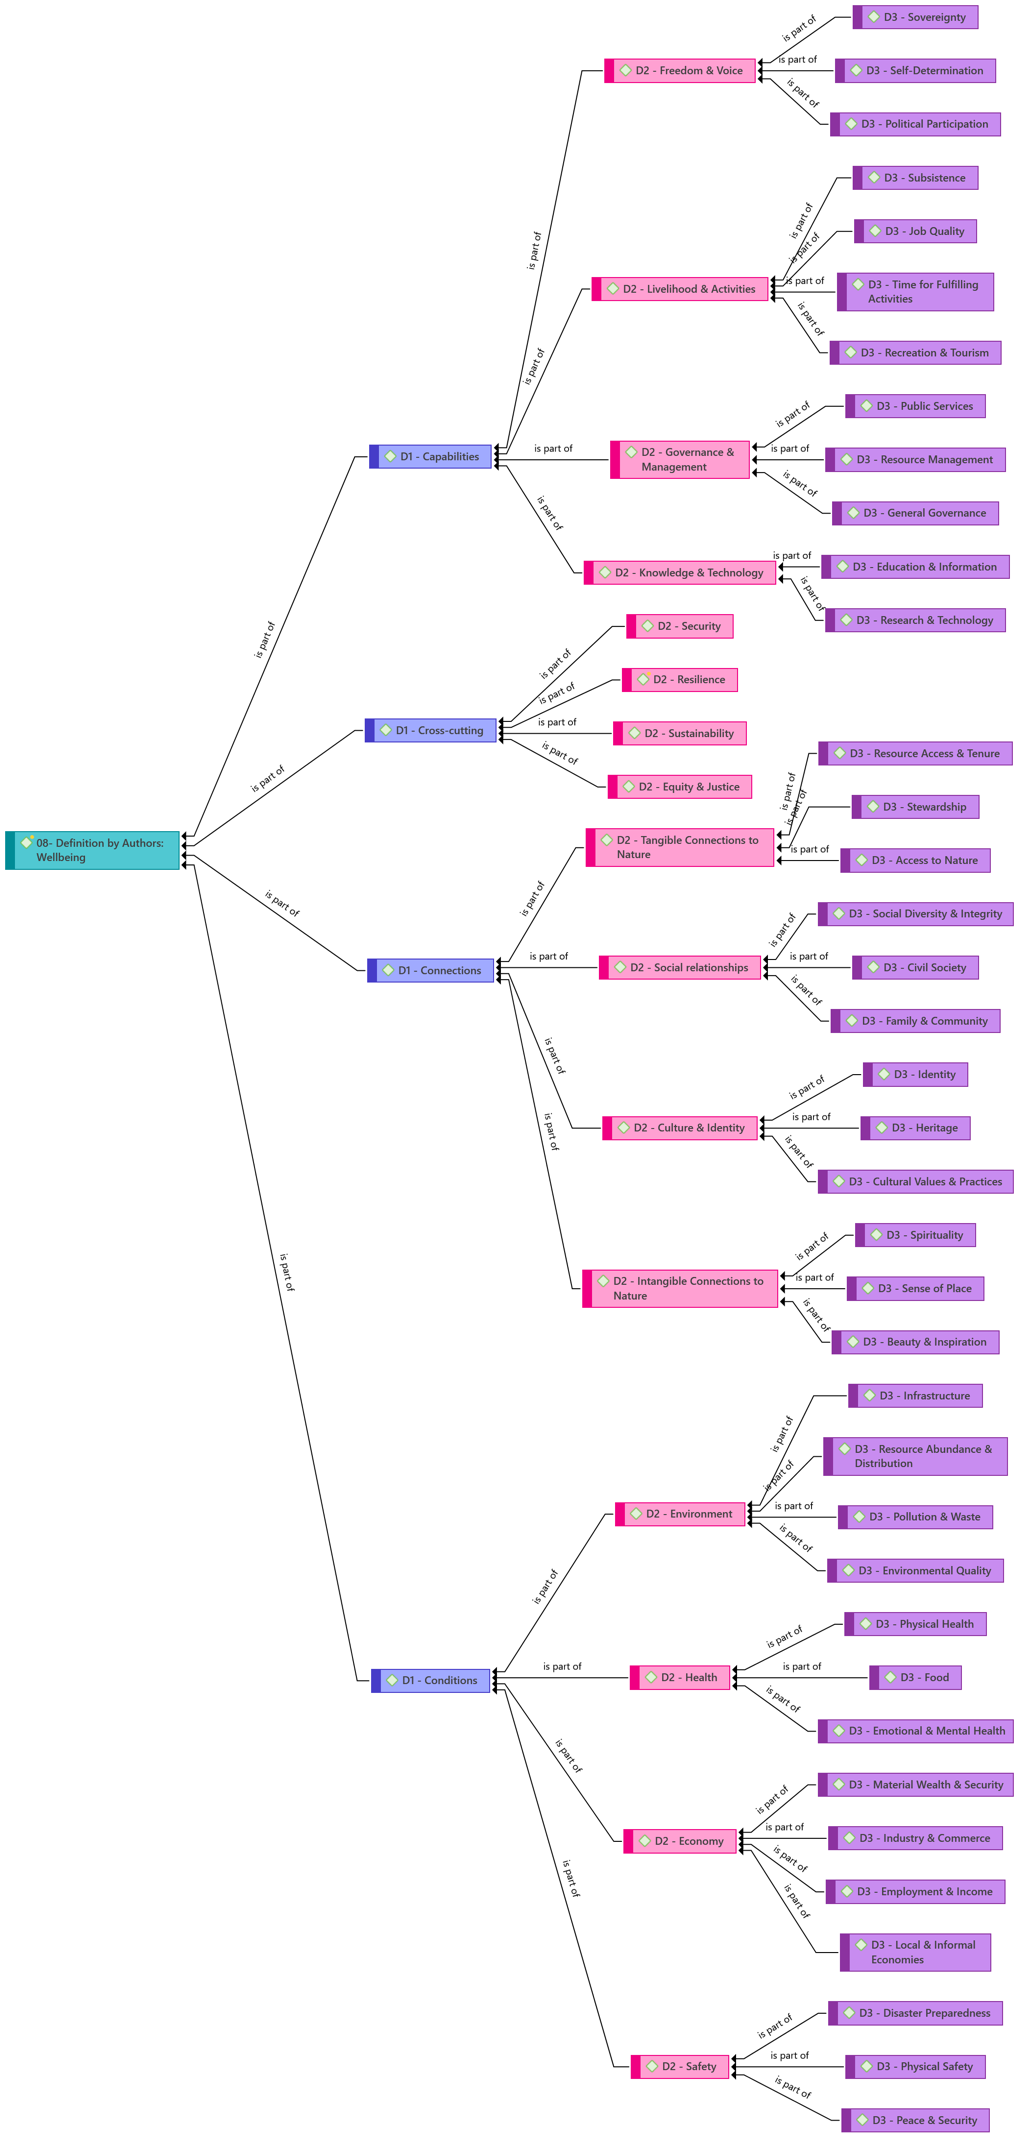 D3 - Sovereignty
is part of
D2 - Freedom & Voice
is part of
D3 - Self-Determination
is part of
D3 - Political Participation
is part of
D3 - Subsistence
is part of
D3 - Job Quality
is part of
D2 - Livelihood & Activities
is part of
D3 - Time for Fulfilling
Activities
is part of
D3 - Recreation & Tourism
is part of
is part of
D3 - Public Services
is part of
D1 - Capabilities
is part of
D2 - Governance &
Management
is part of
D3 - Resource Management
is part of
D3 - General Governance
is part of
D2 - Knowledge & Technology
is part of
D3 - Education & Information
is part of
D3 - Research & Technology
is part of
D2 - Security
is part of
D2 - Resilience
is part of
D1 - Cross-cutting
is part of
D2 - Sustainability
is part of
D2 - Equity & Justice
is part of
is part of
D3 - Resource Access & Tenure
is part of
D3 - Stewardship
is part of
08- Definition by Authors:
Wellbeing
D2 - Tangible Connections to
Nature
is part of
D3 - Access to Nature
is part of
is part of
D3 - Social Diversity & Integrity
is part of
D1 - Connections
is part of
D2 - Social relationships
is part of
D3 - Civil Society
is part of
D3 - Family & Community
is part of
D3 - Identity
is part of
D2 - Culture & Identity
is part of
D3 - Heritage
is part of
D3 - Cultural Values & Practices
is part of
D3 - Spirituality
is part of
is part of
D2 - Intangible Connections to
Nature
is part of
D3 - Sense of Place
is part of
D3 - Beauty & Inspiration
D3 - Infrastructure
is part of
D3 - Resource Abundance &
Distribution
is part of
D2 - Environment
is part of
D3 - Pollution & Waste
is part of
D3 - Environmental Quality
is part of
D3 - Physical Health
is part of
D1 - Conditions
is part of
D2 - Health
is part of
D3 - Food
is part of
D3 - Emotional & Mental Health
is part of
D3 - Material Wealth & Security
is part of
D2 - Economy
is part of
D3 - Industry & Commerce
is part of
D3 - Employment & Income
is part of
is part of
D3 - Local & Informal
Economies
D3 - Disaster Preparedness
is part of
D2 - Safety
is part of
D3 - Physical Safety
is part of
D3 - Peace & Security